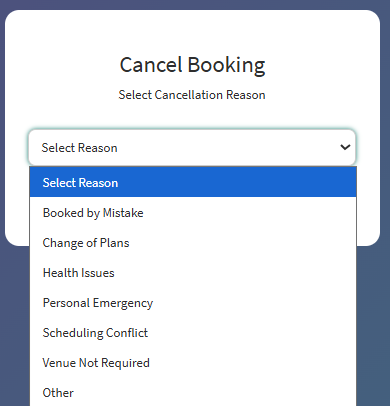 Cancel Booking
Select Cancellation Reason
Select Reason
Select Reason
Booked by Mistake
Change of Plans
Health Issues
Personal Emergency
Scheduling Conflict
Venue Not Required
Other